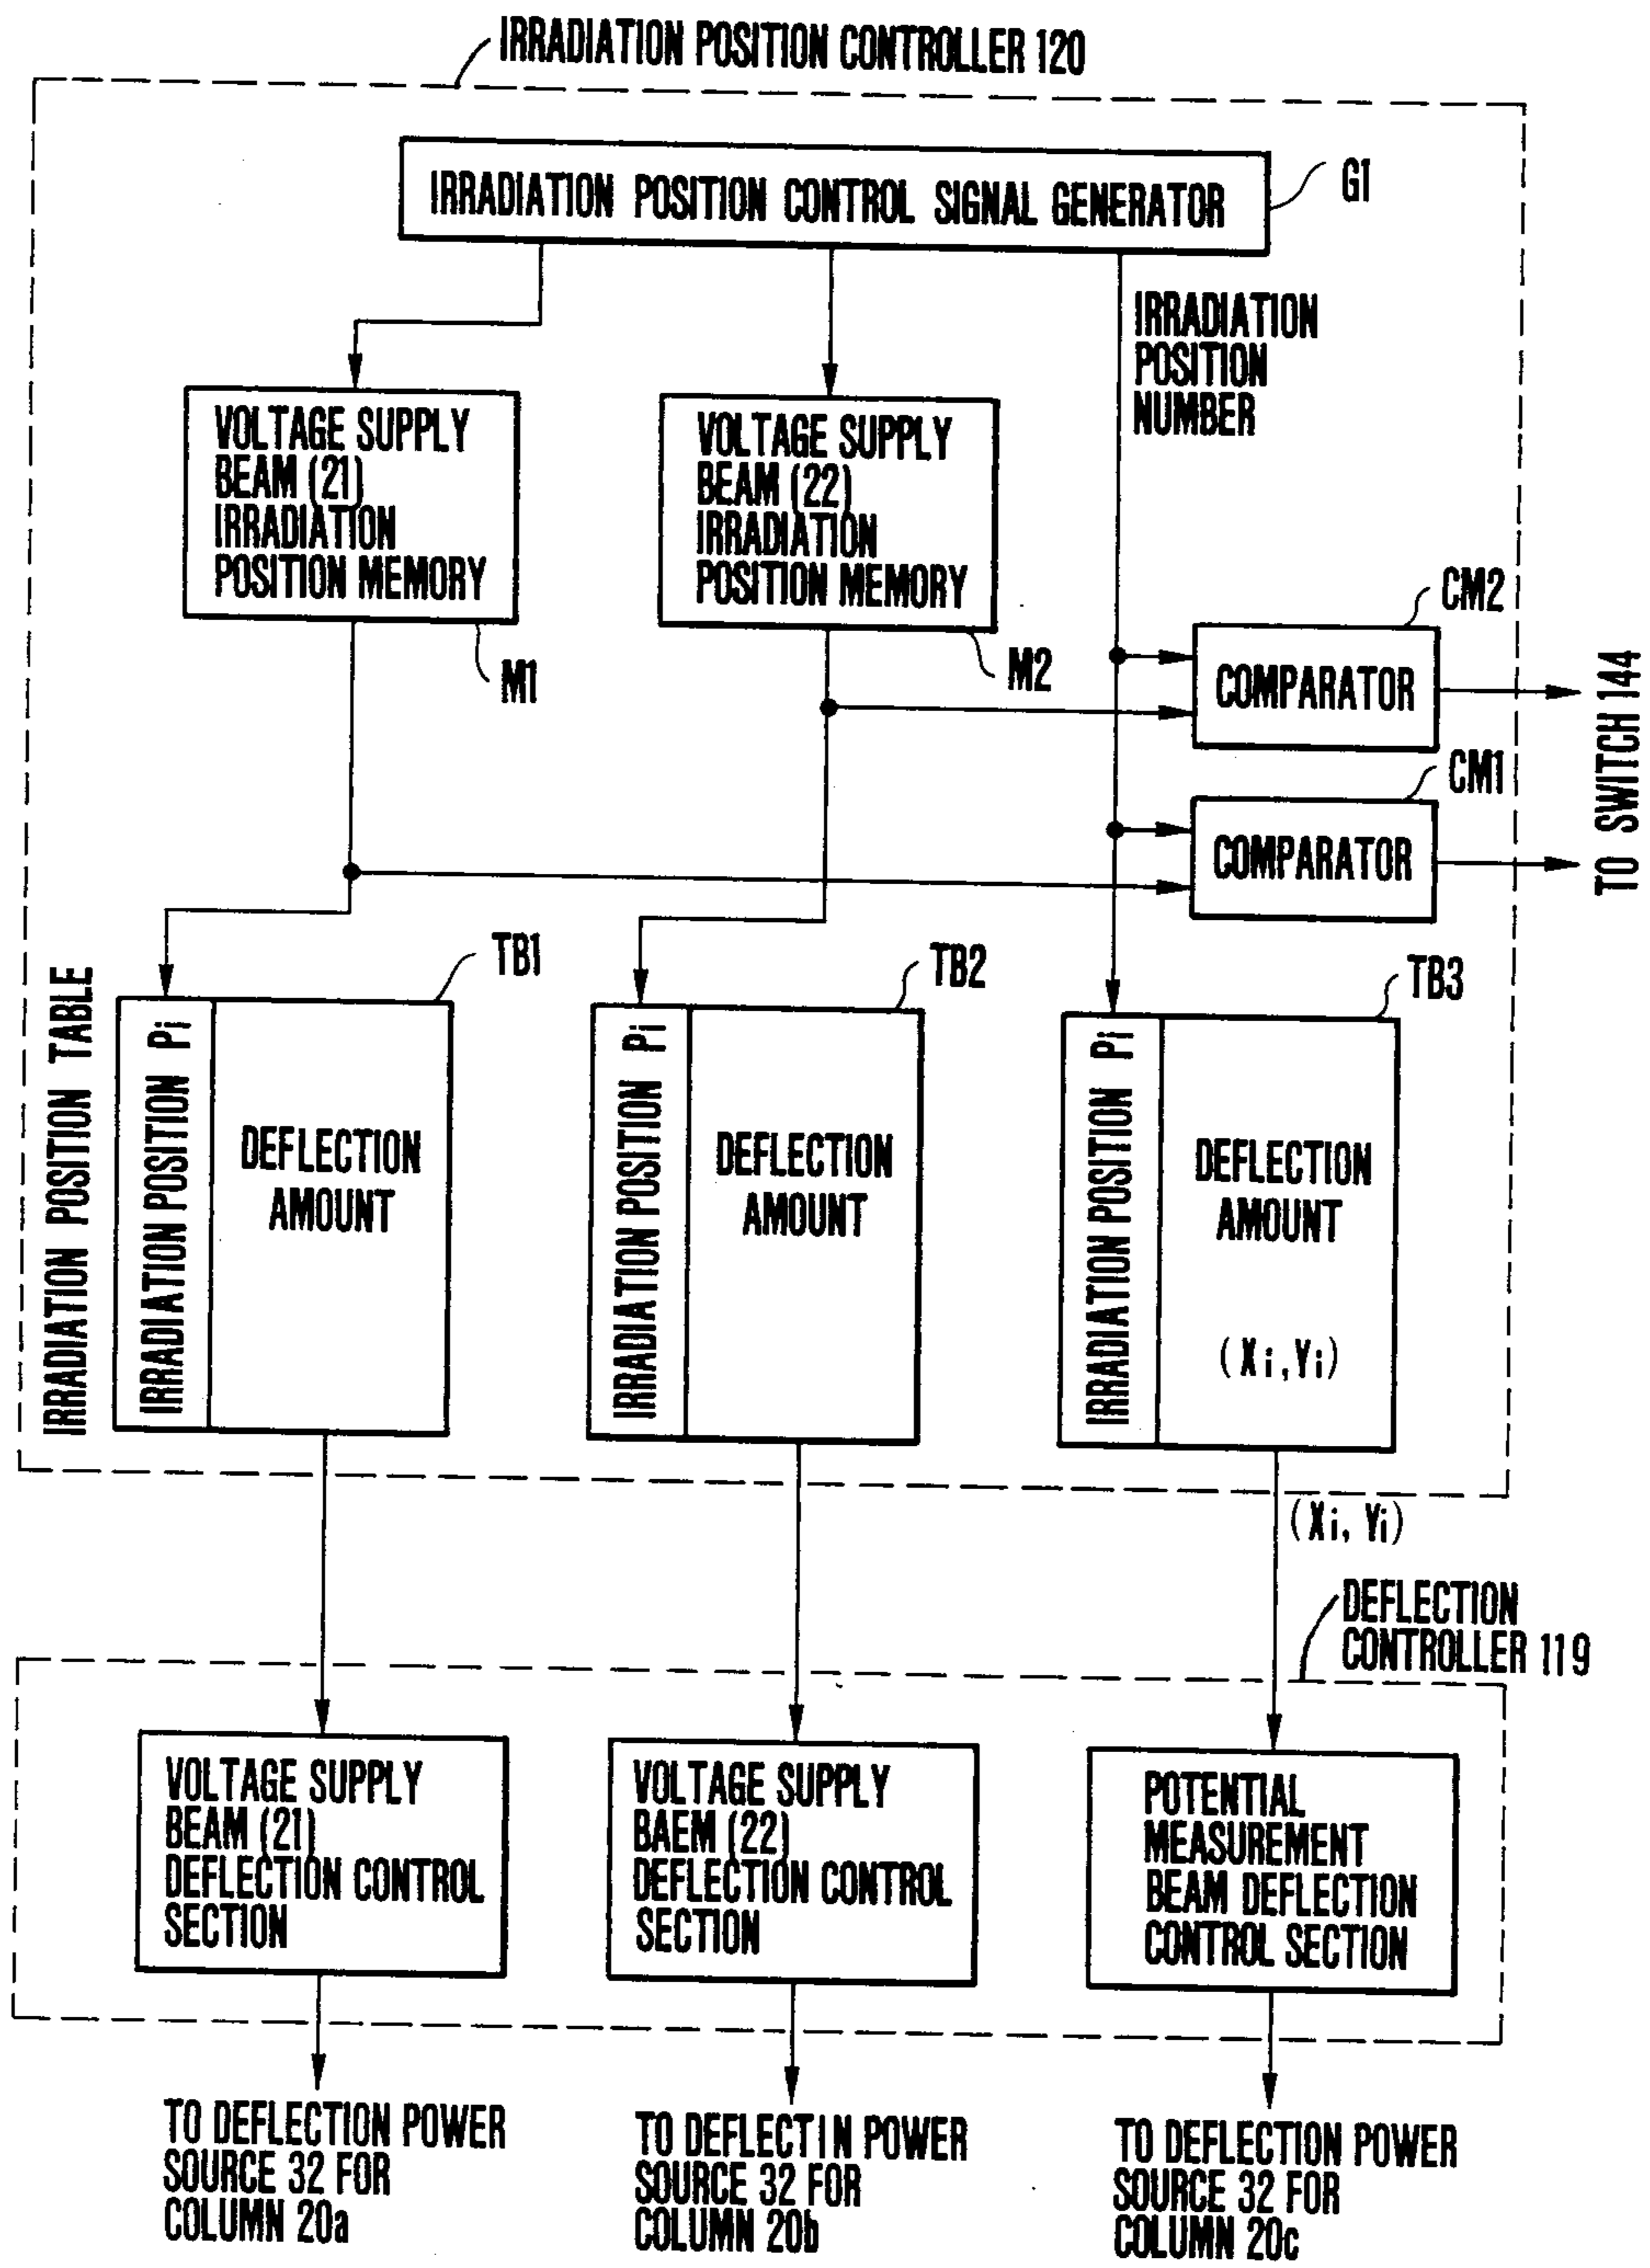 IRRADIATION POSITION CONTROLLER 120
IRRADIATION POSITION CONTROL SIGNAL GENERATOR
G1
IRRADIATION
POSITION
NUMBER
VOLTAGE SUPPLY
BEAM (21)
IRRADIATION
POSITION MEMORY
M1
VOLTAGE SUPPLY
BEAM (22)
IRRADIATION
POSITION MEMORY
M2
CM2
COMPARATOR
CM1
COMPARATOR
TO SWITCH 144
IRRADIATION POSITION TABLE
TB1
IRRADIATION POSITION Pi
DEFLECTION
AMOUNT
TB2
IRRADIATION POSITION Pi
DEFLECTION
AMOUNT
TB3
IRRADIATION POSITION Pi
DEFLECTION
AMOUNT
(Xi,Yi)
(Xi, Yi)
DEFLECTION
CONTROLLER 119
VOLTAGE SUPPLY
BEAM (21)
DEFLECTION CONTROL
SECTION
VOLTAGE SUPPLY
BAEM (22)
DEFLECTION CONTROL
SECTION
POTENTIAL
MEASUREMENT
BEAM DEFLECTION
CONTROL SECTION
TO DEFLECTION POWER
SOURCE 32 FOR
COLUMN 20a
TO DEFLECTIN POWER
SOURCE 32 FOR
COLUMN 20b
TO DEFLECTION POWER
SOURCE 32 FOR
COLUMN 20c